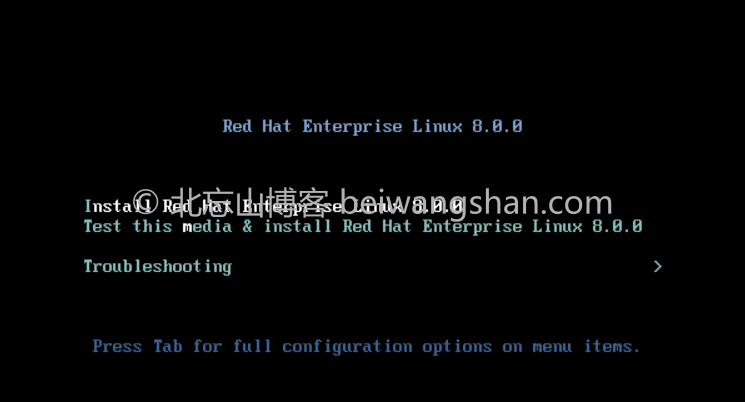 Red Hat Enterprise Linux 8.0.0
© 北忘山博客 beiwangshan.com
Install Red Hat Enterprise Linux 8.0.0
Test this media & install Red Hat Enterprise Linux 8.0.0
Troubleshooting >
Press Tab for full configuration options on menu items.